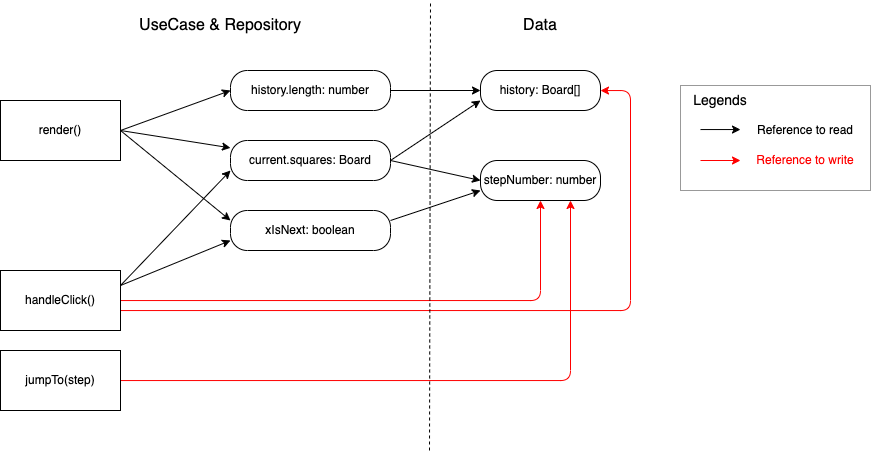 UseCase & Repository
Data
history.length: number
history: Board[]
Legends
render()
Reference to read
current.squares: Board
Reference to write
stepNumber: number
xIsNext: boolean
handleClick()
jumpTo(step)